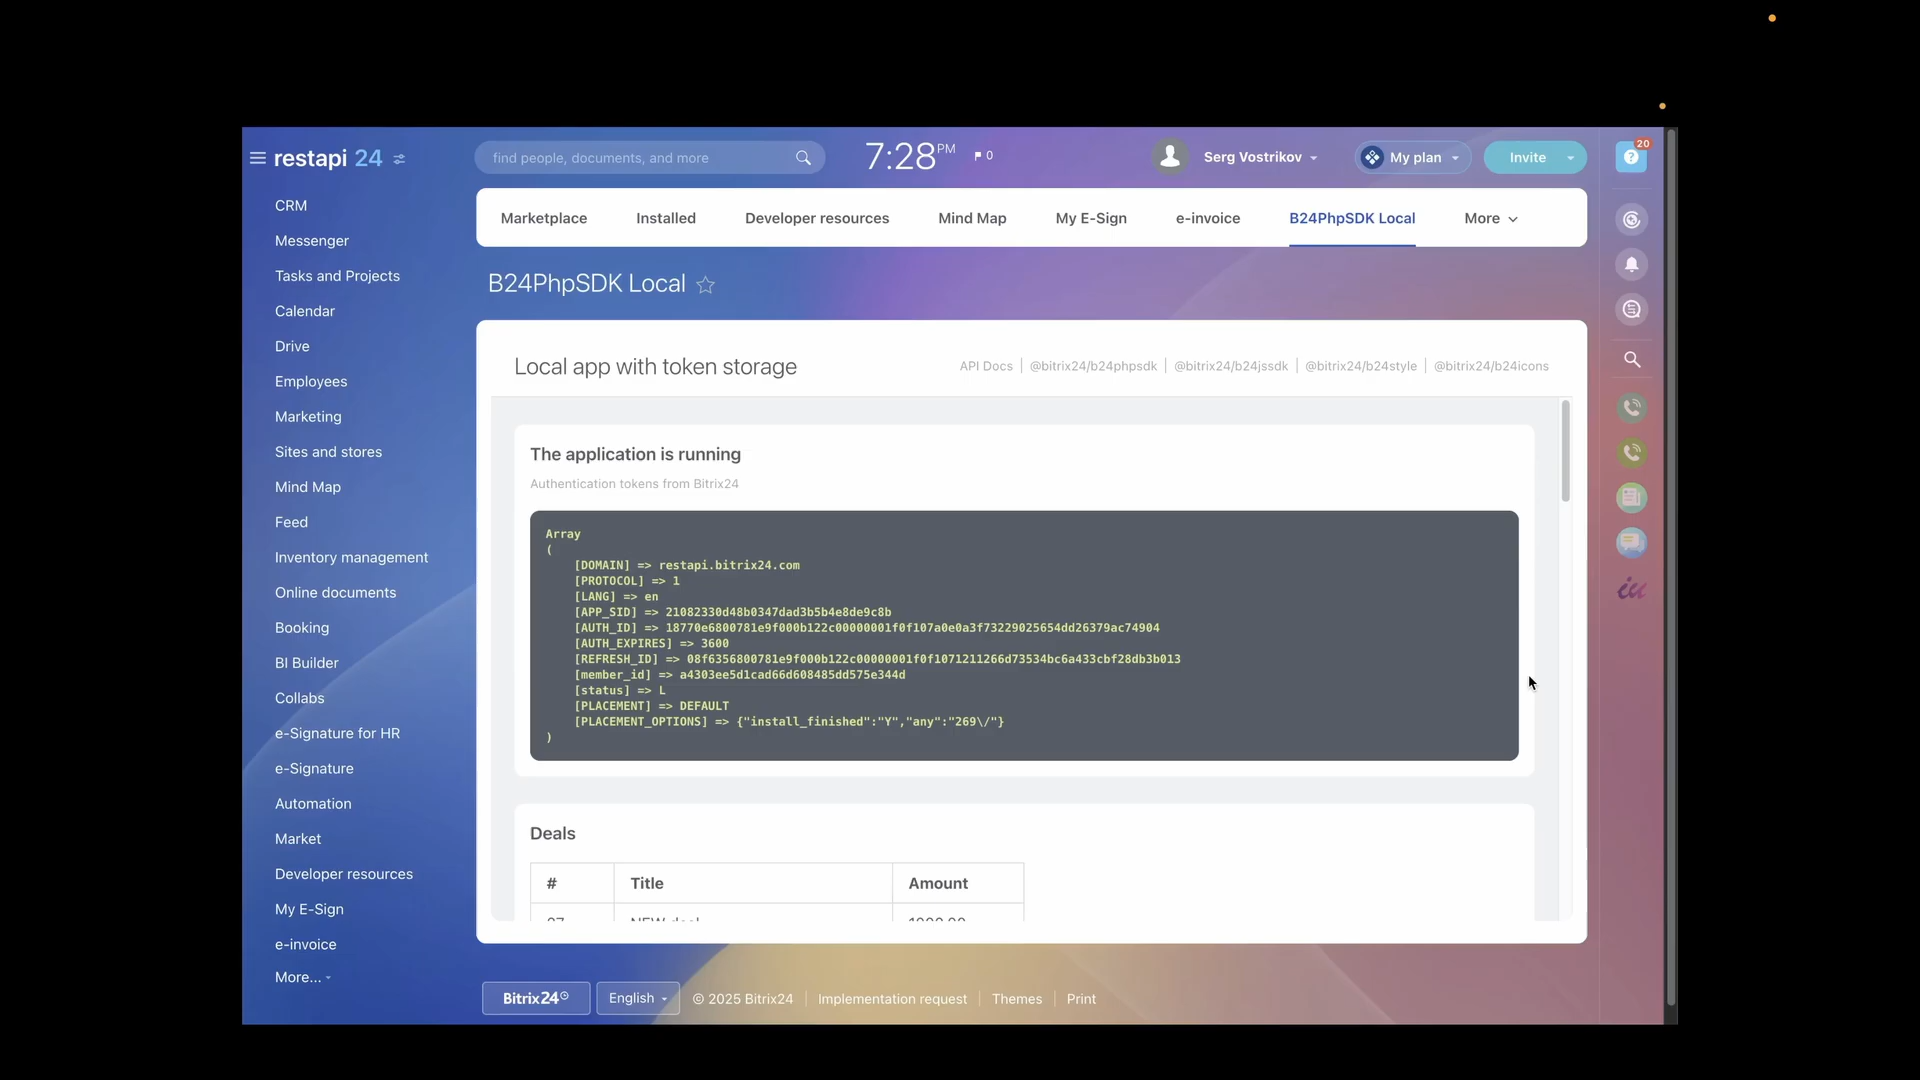 restapi 24
find people, documents, and more
7:28 PM
0
Serg Vostrikov
My plan
Invite
20
CRM
Messenger
Tasks and Projects
Calendar
Drive
Employees
Marketing
Sites and stores
Mind Map
Feed
Inventory management
Online documents
Booking
BI Builder
Collabs
e-Signature for HR
e-Signature
Automation
Market
Developer resources
My E-Sign
e-invoice
More...
Marketplace Installed Developer resources Mind Map My E-Sign e-invoice B24PhpSDK Local More
B24PhpSDK Local
Local app with token storage
API Docs @bitrix24/b24phpsdk @bitrix24/b24jssdk @bitrix24/b24style @bitrix24/b24icons
The application is running
Authentication tokens from Bitrix24
Array
(
[DOMAIN] => restapi.bitrix24.com
[PROTOCOL] => 1
[LANG] => en
[APP_SID] => 21082330d48b0347dad3b5b4e8de9c8b
[AUTH_ID] => 18770e6800781e9f000b122c00000001f0f107a0e0a3f73229025654dd26379ac74904
[AUTH_EXPIRES] => 3600
[REFRESH_ID] => 08f6356800781e9f000b122c00000001f0f1071211266d73534bc6a433cbf28db3b013
[member_id] => a4303ee5d1cad66d608485dd575e344d
[status] => L
[PLACEMENT] => DEFAULT
[PLACEMENT_OPTIONS] => {"install_finished":"Y","any":"269\/"}
)
Deals
# Title Amount
Bitrix24 English © 2025 Bitrix24 Implementation request Themes Print